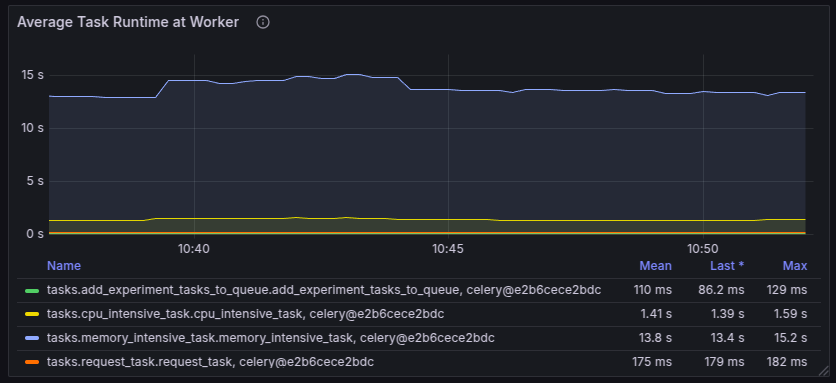 Average Task Runtime at Worker
15 s
10 s
5 s
0 s
10:40 10:45 10:50
Name Mean Last * Max
tasks.add_experiment_tasks_to_queue.add_experiment_tasks_to_queue, celery@e2b6cece2bdc 110 ms 86.2 ms 129 ms
tasks.cpu_intensive_task.cpu_intensive_task, celery@e2b6cece2bdc 1.41 s 1.39 s 1.59 s
tasks.memory_intensive_task.memory_intensive_task, celery@e2b6cece2bdc 13.8 s 13.4 s 15.2 s
tasks.request_task.request_task, celery@e2b6cece2bdc 175 ms 179 ms 182 ms